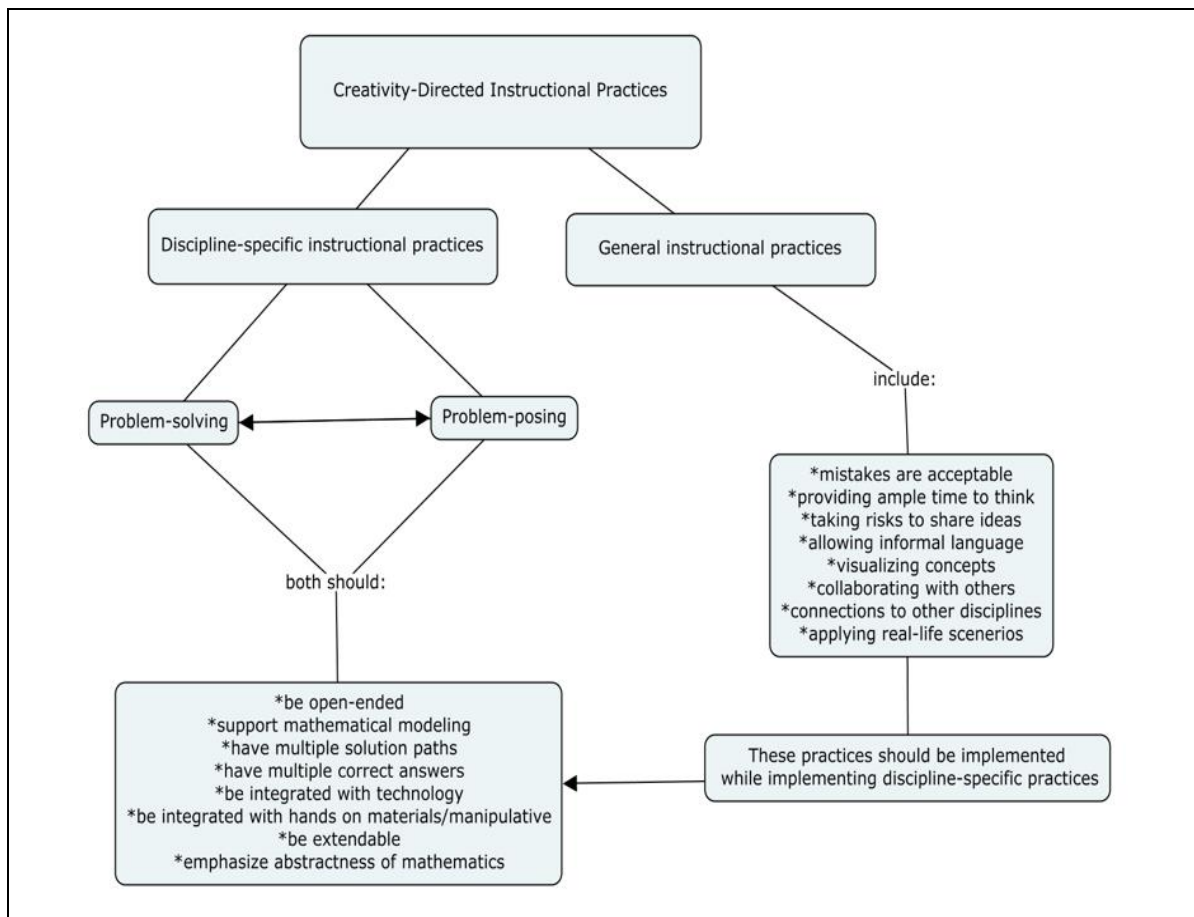 Creativity-Directed Instructional Practices
Discipline-specific instructional practices
General instructional practices
include:
Problem-solving
Problem-posing
*mistakes are acceptable
*providing ample time to think
*taking risks to share ideas
*allowing informal language
*visualizing concepts
*collaborating with others
*connections to other disciplines
*applying real-life scenerios
both should:
*be open-ended
*support mathematical modeling
*have multiple solution paths
*have multiple correct answers
*be integrated with technology
*be integrated with hands on materials/manipulative
*be extendable
*emphasize abstractness of mathematics
These practices should be implemented
while implementing discipline-specific practices